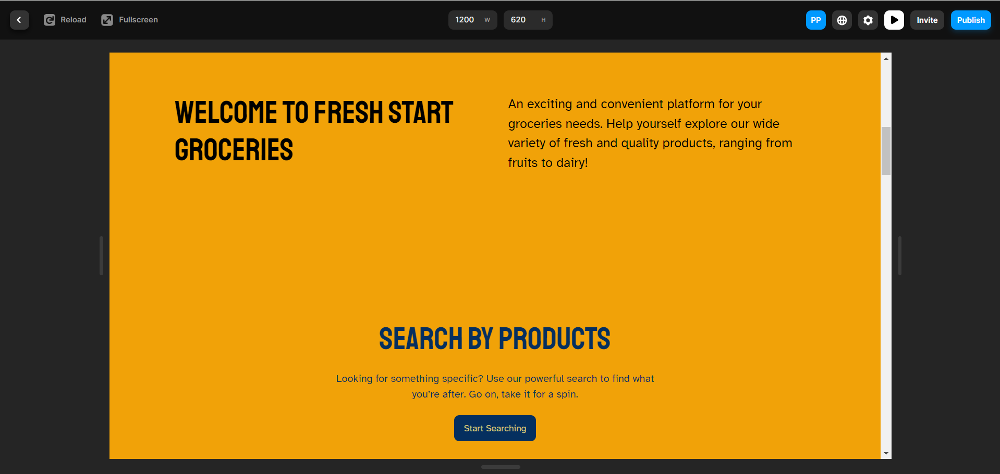 Reload
Fullscreen
1200 W
620 H
PP
Invite
Publish
WELCOME TO FRESH START
GROCERIES
An exciting and convenient platform for your
groceries needs. Help yourself explore our wide
variety of fresh and quality products, ranging from
fruits to dairy!
SEARCH BY PRODUCTS
Looking for something specific? Use our powerful search to find what
you’re after. Go on, take it for a spin.
Start Searching